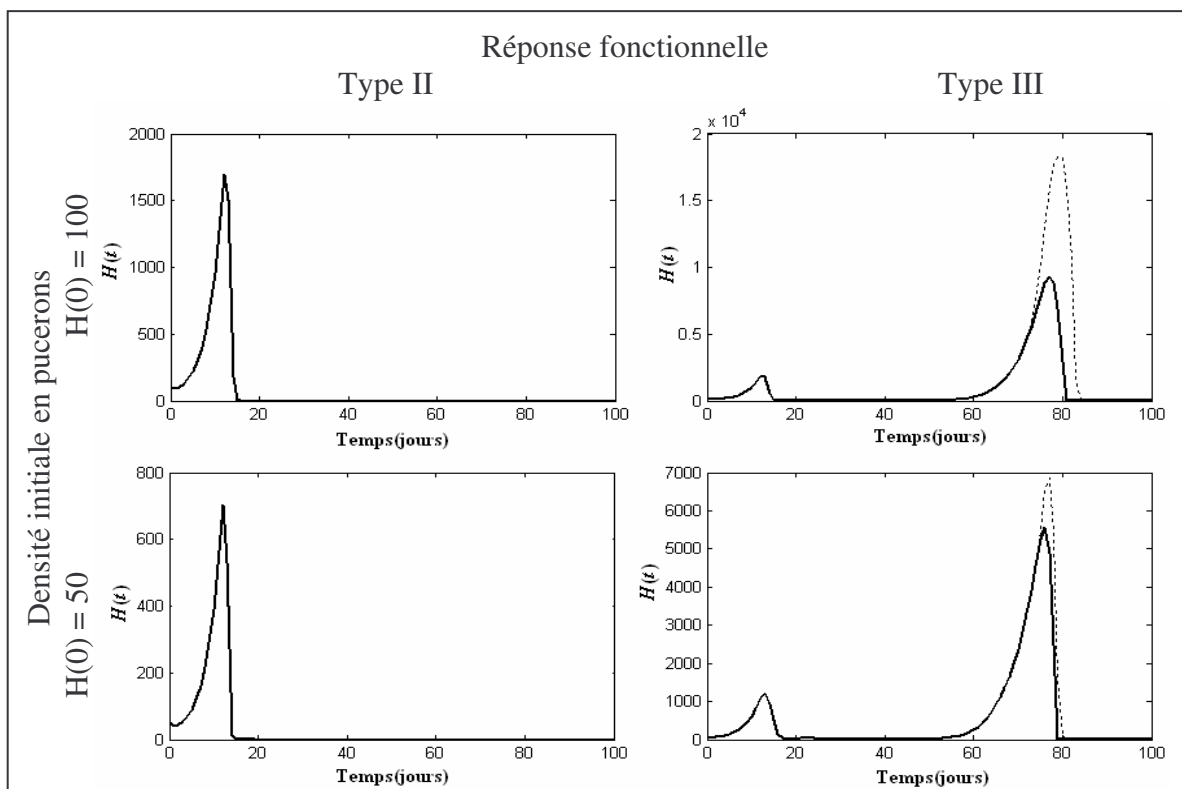 Réponse fonctionnelle
Type II
Type III
Densité initiale en pucerons
H(0) = 100
H(0) = 50
2000
1500
1000
500
0
H(t)
0 20 40 60 80 100
Temps(jours)
x 10^4
2
1.5
1
0.5
0
H(t)
0 20 40 60 80 100
Temps(jours)
800
600
400
200
0
H(t)
0 20 40 60 80 100
Temps(jours)
7000
6000
5000
4000
3000
2000
1000
0
H(t)
0 20 40 60 80 100
Temps(jours)